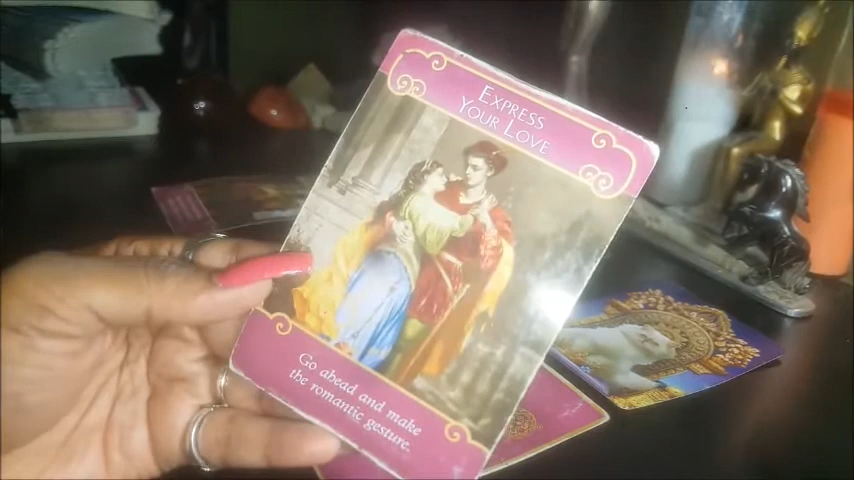 EXPRESS
YOUR LOVE
Go ahead and make
the romantic gesture.